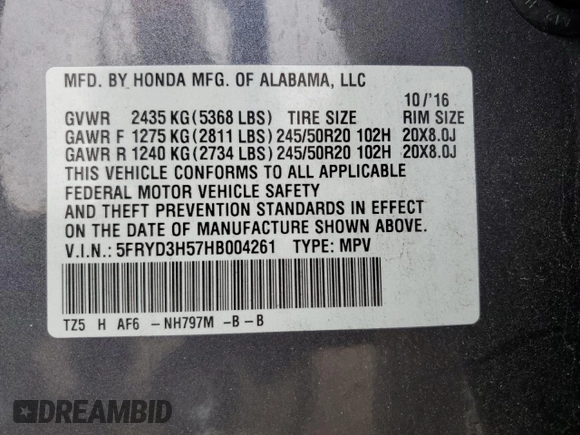 MFD. BY HONDA MFG. OF ALABAMA, LLC
10/'16
GVWR 2435 KG (5368 LBS) TIRE SIZE RIM SIZE
GAWR F 1275 KG (2811 LBS) 245/50R20 102H 20X8.0J
GAWR R 1240 KG (2734 LBS) 245/50R20 102H 20X8.0J
THIS VEHICLE CONFORMS TO ALL APPLICABLE
FEDERAL MOTOR VEHICLE SAFETY
AND THEFT PREVENTION STANDARDS IN EFFECT
ON THE DATE OF MANUFACTURE SHOWN ABOVE.
V.I.N.: 5FRYD3H57HB004261 TYPE: MPV
TZ5 H AF6 -NH797M -B-B
DREAMBID